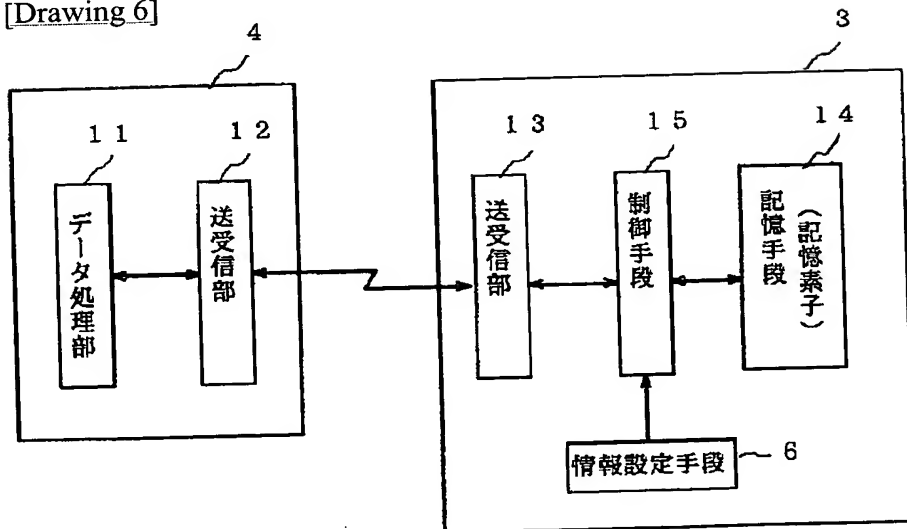 [Drawing 6]
4
3
11
12
13
15
14
データ処理部
送受信部
送受信部
制御手段
記憶手段
(記憶素子)
情報設定手段
6